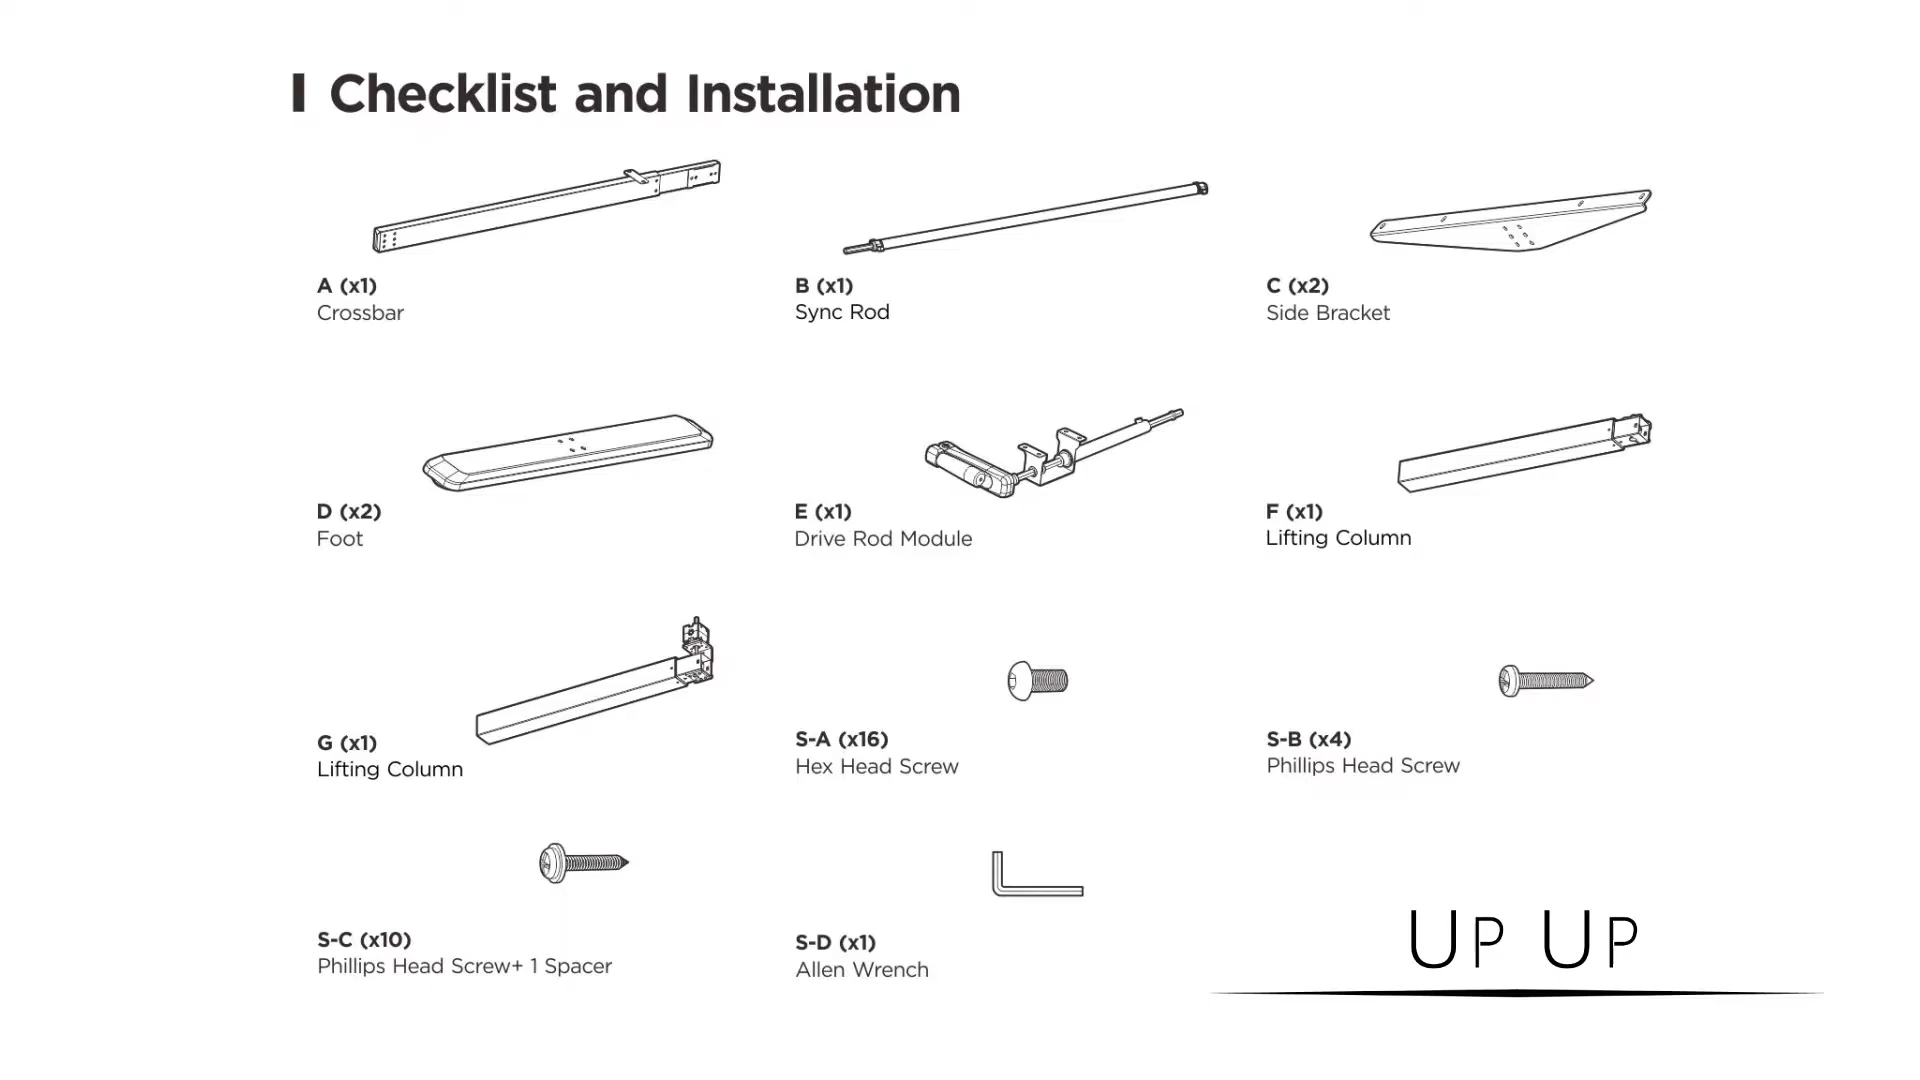 Checklist and Installation
A (x1)
Crossbar
B (x1)
Sync Rod
C (x2)
Side Bracket
D (x2)
Foot
E (x1)
Drive Rod Module
F (x1)
Lifting Column
G (x1)
Lifting Column
S-A (x16)
Hex Head Screw
S-B (x4)
Phillips Head Screw
S-C (x10)
Phillips Head Screw+ 1 Spacer
S-D (x1)
Allen Wrench
UP UP